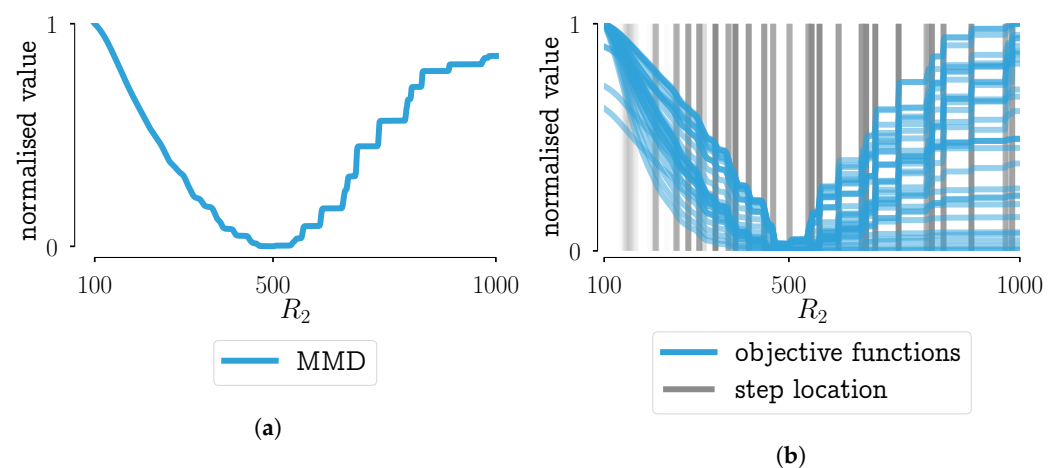 1
normalised value
0
100
500
1000
R2
MMD
(a)
1
normalised value
0
100
500
1000
R2
objective functions
step location
(b)